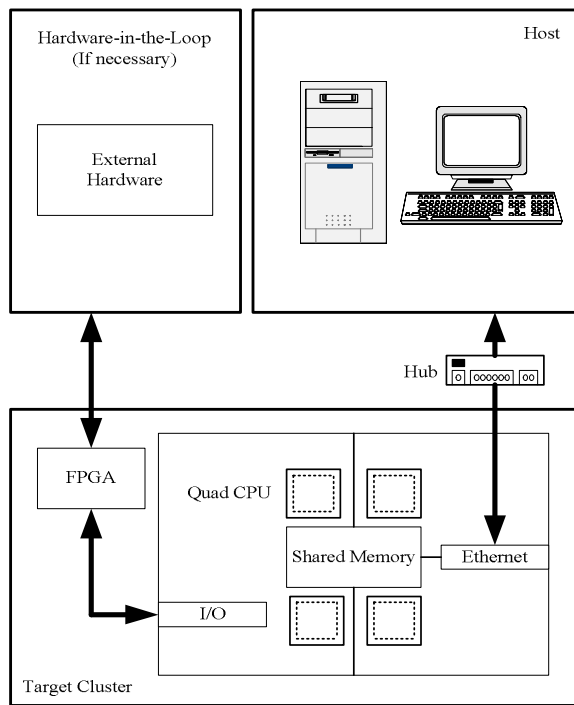 Hardware-in-the-Loop
(If necessary)
External
Hardware
Host
Hub
FPGA
Quad CPU
Shared Memory
Ethernet
I/O
Target Cluster